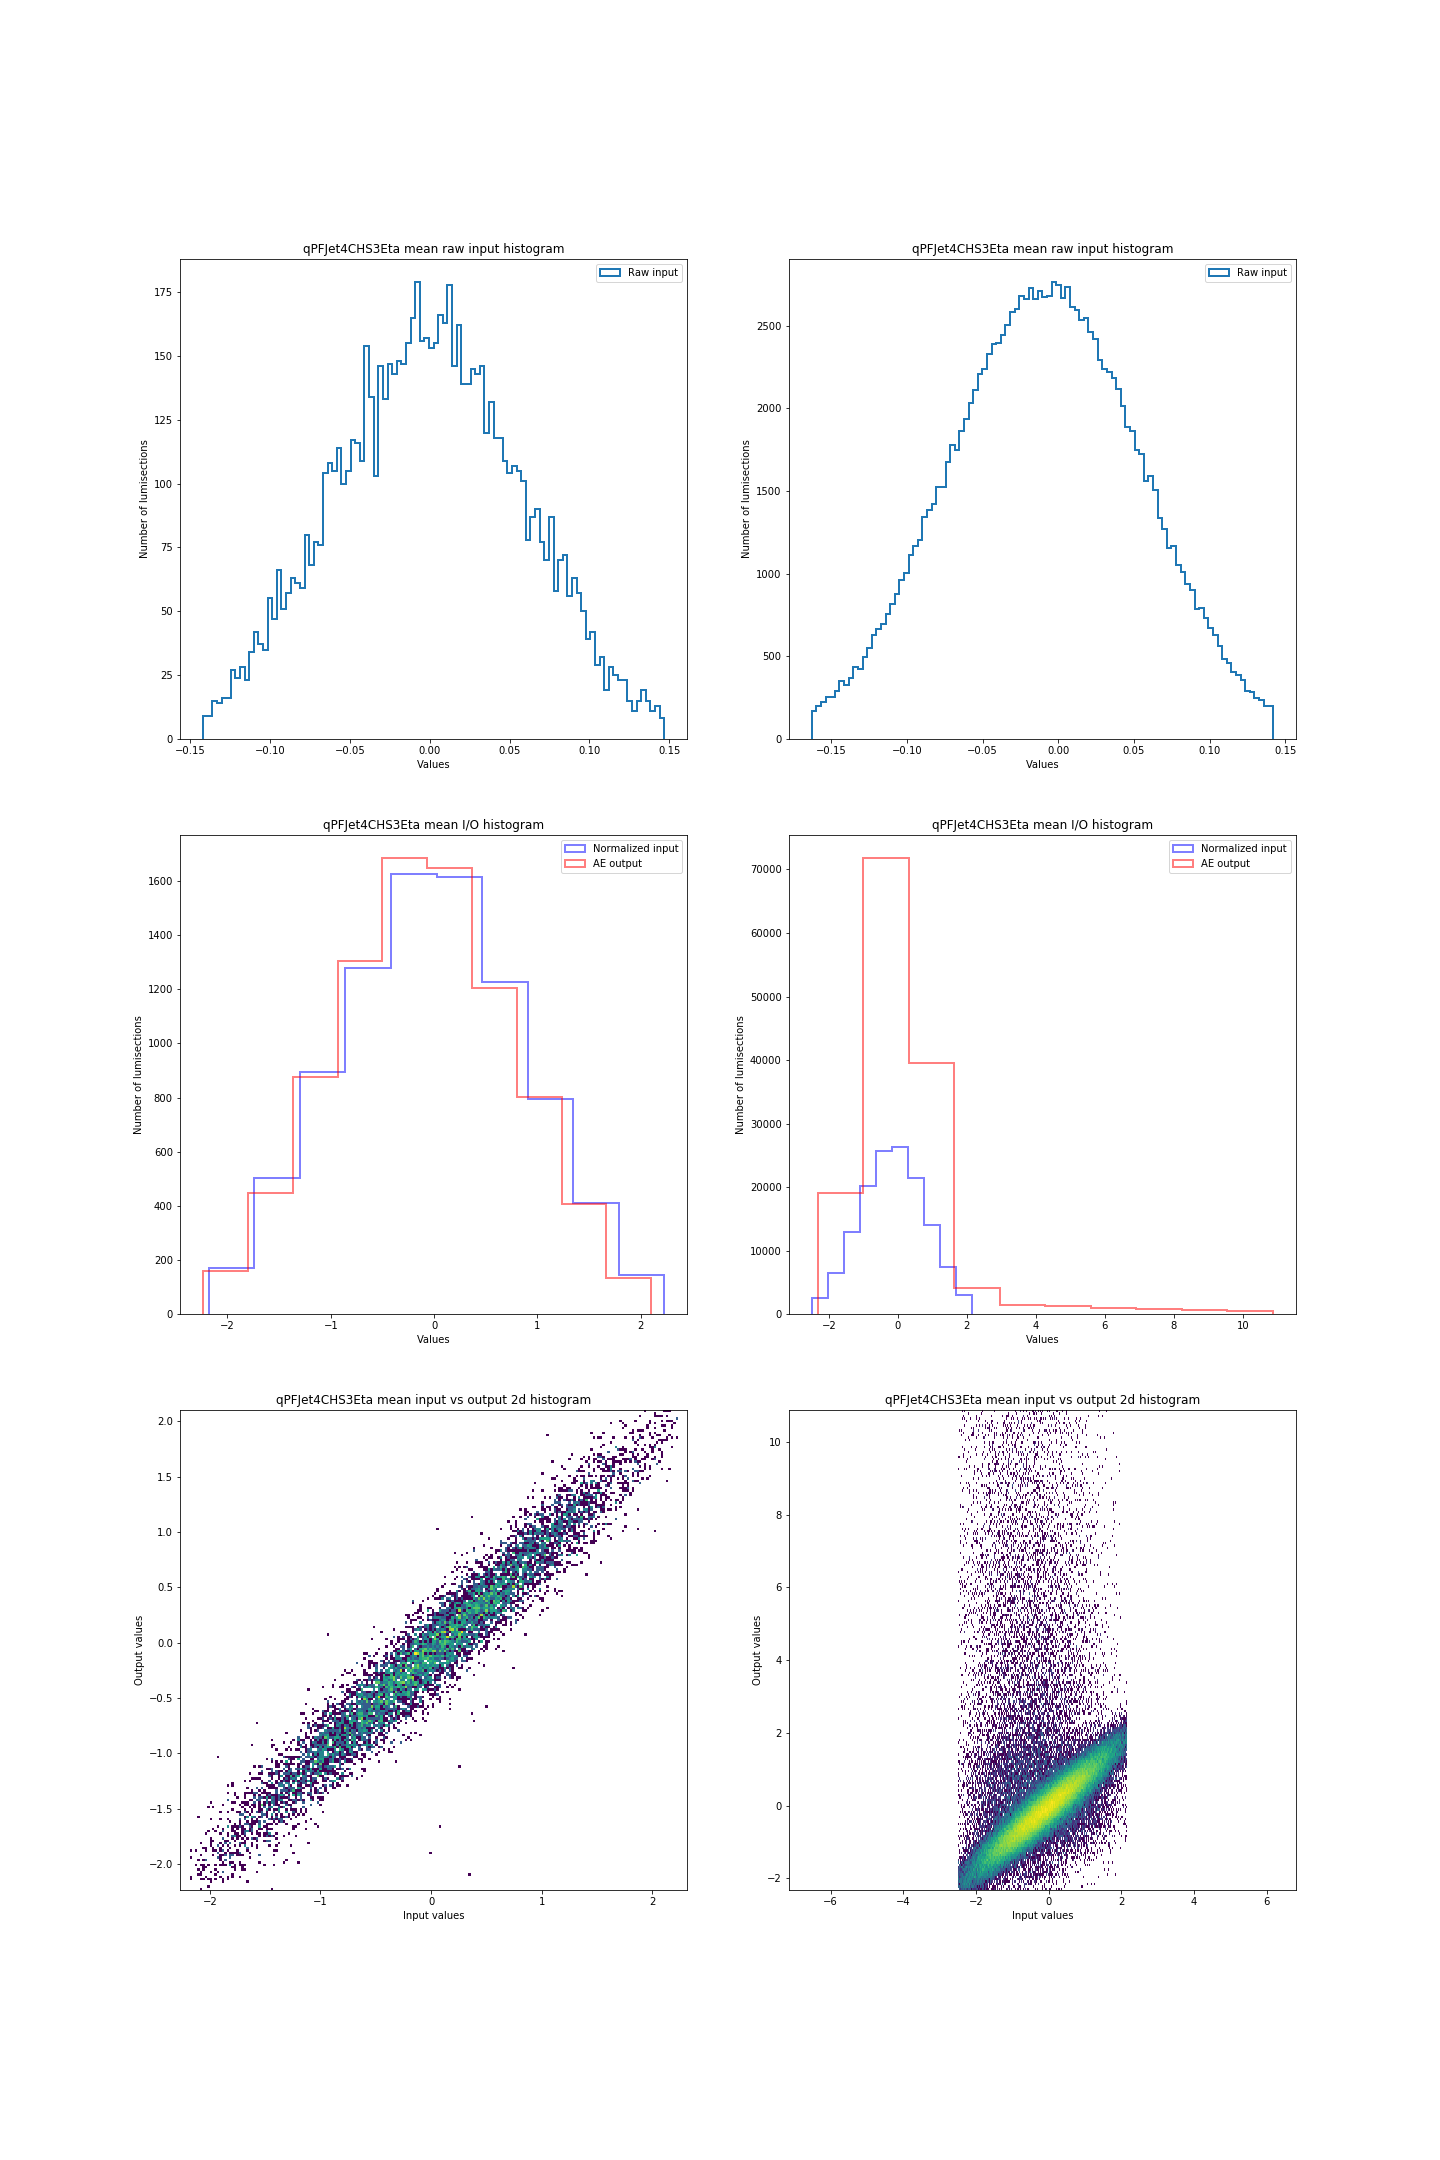 qPFJet4CHS3Eta mean raw input histogram
Raw input
175
150
125
100
75
50
25
0
Number of lumisections
−0.15 −0.10 −0.05 0.00 0.05 0.10 0.15
Values
qPFJet4CHS3Eta mean raw input histogram
Raw input
2500
2000
1500
1000
500
0
Number of lumisections
−0.15 −0.10 −0.05 0.00 0.05 0.10 0.15
Values
qPFJet4CHS3Eta mean I/O histogram
Normalized input
AE output
1600
1400
1200
1000
800
600
400
200
0
Number of lumisections
−2 −1 0 1 2
Values
qPFJet4CHS3Eta mean I/O histogram
Normalized input
AE output
70000
60000
50000
40000
30000
20000
10000
0
Number of lumisections
−2 0 2 4 6 8 10
Values
qPFJet4CHS3Eta mean input vs output 2d histogram
2.0
1.5
1.0
0.5
0.0
−0.5
−1.0
−1.5
−2.0
Output values
−2 −1 0 1 2
Input values
qPFJet4CHS3Eta mean input vs output 2d histogram
10
8
6
4
2
0
−2
Output values
−6 −4 −2 0 2 4 6
Input values